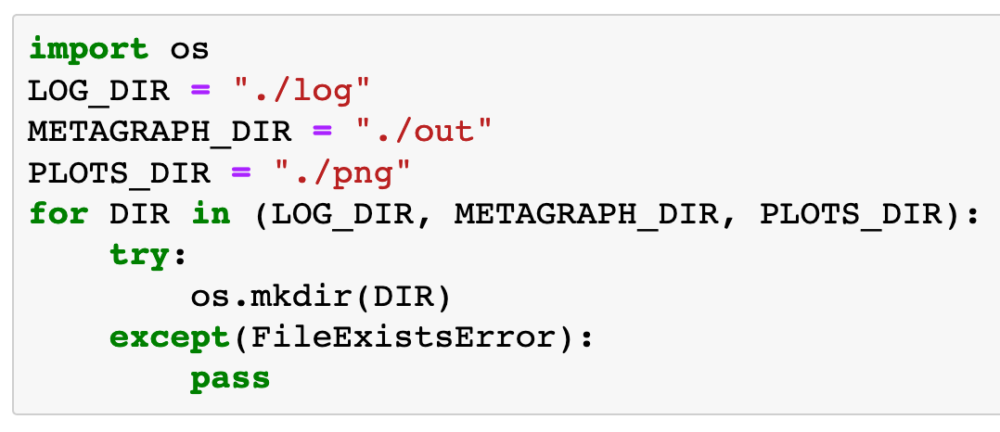 import os
LOG_DIR = "./log"
METAGRAPH_DIR = "./out"
PLOTS_DIR = "./png"
for DIR in (LOG_DIR, METAGRAPH_DIR, PLOTS_DIR):
    try:
        os.mkdir(DIR)
    except(FileExistsError):
        pass